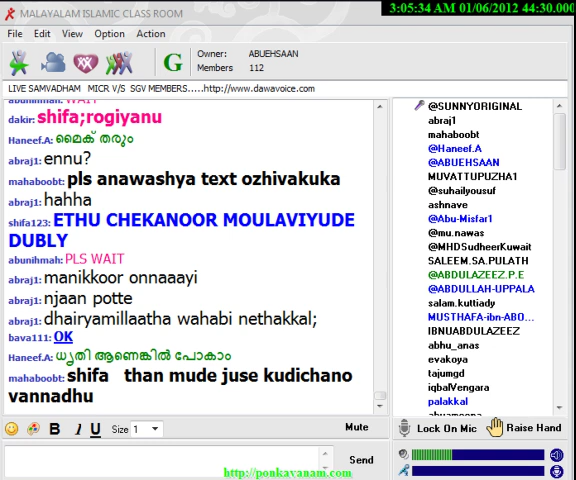 MALAYALAM ISLAMIC CLASS ROOM
3:05:34 AM 01/06/2012 44:30.000
File Edit View Option Action
G
Owner: ABUEHSAAN
Members 112
LIVE SAMVADHAM MICR V/S SGV MEMBERS.....http://www.dawavoice.com
abunihmah: WAIT
dakir: shifa;rogiyanu
Haneef.A: മൈക് തരും
abraj1: ennu?
mahaboobt: pls anawashya text ozhivakuka
abraj1: hahha
shifa123: ETHU CHEKANOOR MOULAVIYUDE
DUBLY
abunihmah: PLS WAIT
abraj1: manikkoor onnaaayi
abraj1: njaan potte
abraj1: dhairyamillaatha wahabi nethakkal;
bava111: OK
Haneef.A: ധൃതി ആണെങ്കിൽ പോകാം
mahaboobt: shifa than mude juse kudichano
vannadhu
@SUNNYORIGINAL
abraj1
mahaboobt
@Haneef.A
@ABUEHSAAN
MUVATTUPUZHA1
@suhailyousuf
ashnave
@Abu-Misfar1
@mu.nawas
@MHDSudheerKuwait
SALEEM.SA.PULATH
@ABDULAZEEZ.P.E
@ABDULLAH-UPPALA
salam.kuttiady
MUSTHAFA-ibn-ABO...
IBNUABDULAZEEZ
abhu_anas
evakoya
tajumgd
iqbalVengara
palakkal
B I U Size 1 Mute
Lock On Mic Raise Hand
Send
http://ponkavanam.com